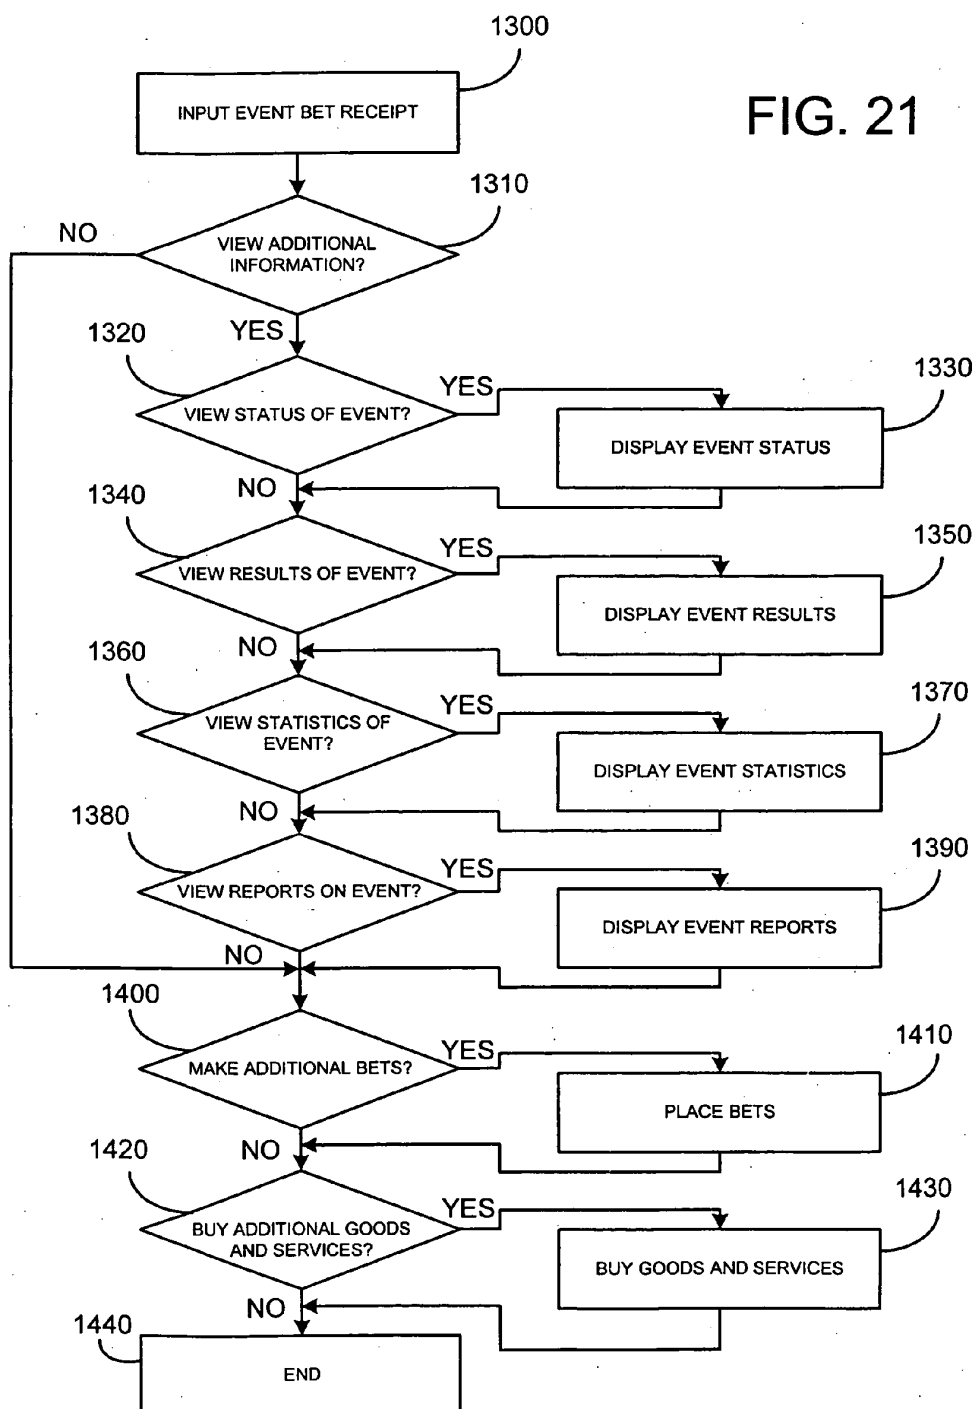 1300
INPUT EVENT BET RECEIPT
FIG. 21
1310
NO
VIEW ADDITIONAL
INFORMATION?
YES
1320
VIEW STATUS OF EVENT?
YES
1330
DISPLAY EVENT STATUS
NO
1340
VIEW RESULTS OF EVENT?
YES
1350
DISPLAY EVENT RESULTS
NO
1360
VIEW STATISTICS OF
EVENT?
YES
1370
DISPLAY EVENT STATISTICS
NO
1380
VIEW REPORTS ON EVENT?
YES
1390
DISPLAY EVENT REPORTS
NO
1400
MAKE ADDITIONAL BETS?
YES
1410
PLACE BETS
NO
1420
BUY ADDITIONAL GOODS
AND SERVICES?
YES
1430
BUY GOODS AND SERVICES
NO
1440
END